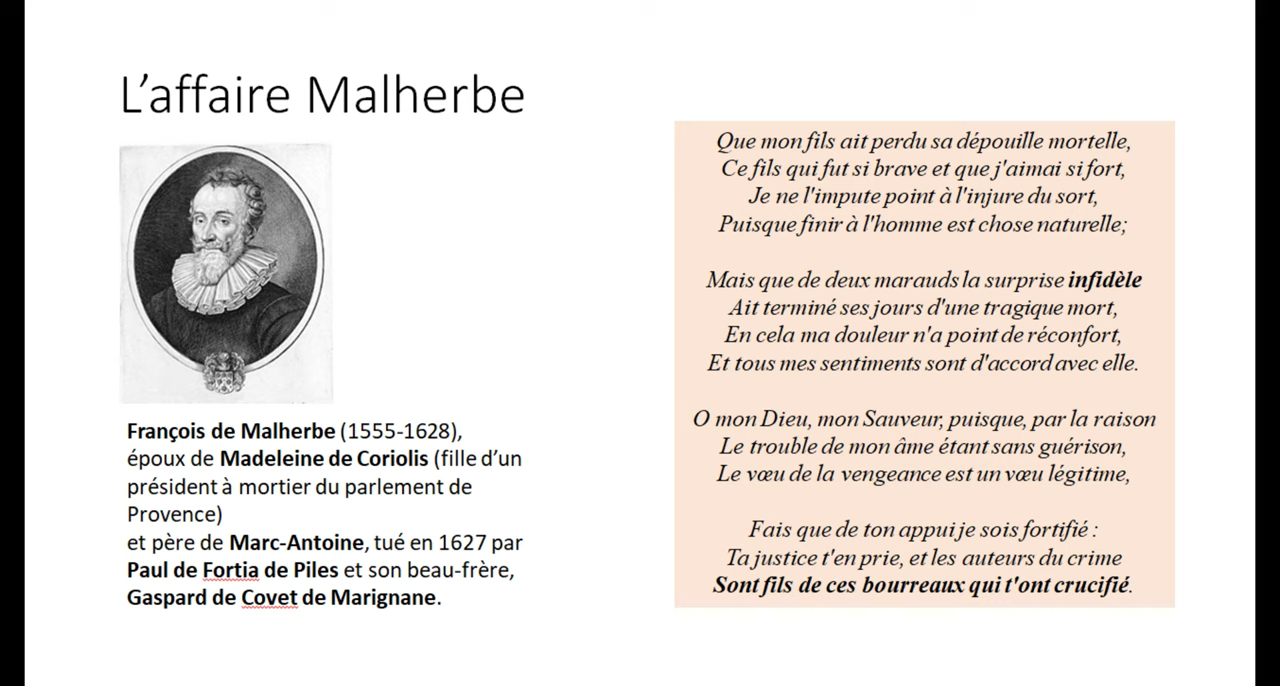 L'affaire Malherbe
François de Malherbe (1555-1628),
époux de Madeleine de Coriolis (fille d'un
président à mortier du parlement de
Provence)
et père de Marc-Antoine, tué en 1627 par
Paul de Fortia de Piles et son beau-frère,
Gaspard de Covet de Marignane.
Que mon fils ait perdu sa dépouille mortelle,
Ce fils qui fut si brave et que j'aimai si fort,
Je ne l'impute point à l'injure du sort,
Puisque finir à l'homme est chose naturelle;
Mais que de deux marauds la surprise infidèle
Ait terminé ses jours d'une tragique mort,
En cela ma douleur n'a point de réconfort,
Et tous mes sentiments sont d'accord avec elle.
O mon Dieu, mon Sauveur, puisque, par la raison
Le trouble de mon âme étant sans guérison,
Le vœu de la vengeance est un vœu légitime,
Fais que de ton appui je sois fortifié :
Ta justice t'en prie, et les auteurs du crime
Sont fils de ces bourreaux qui t'ont crucifié.